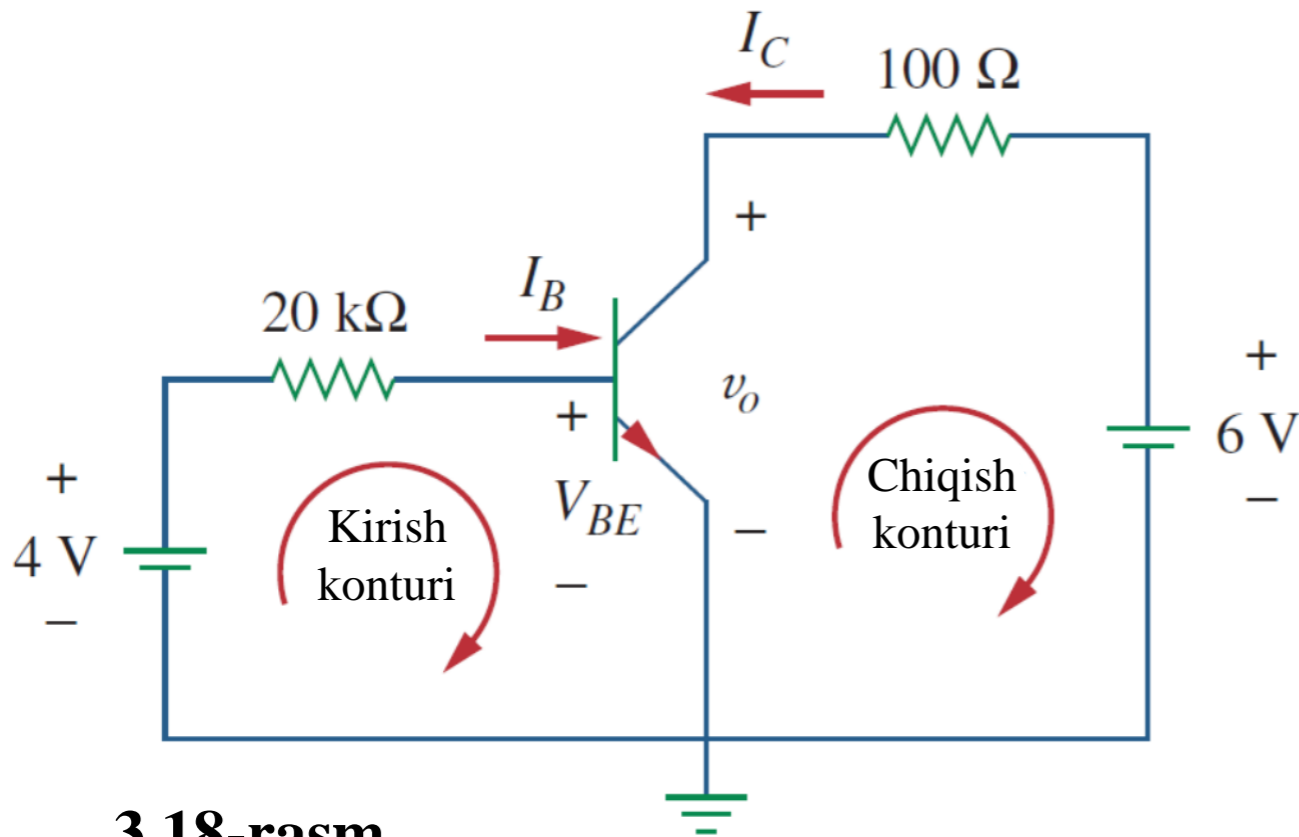 I_C
100 Ω
+
I_B
20 kΩ
v_o
+
+
6 V
+
V_BE
Chiqish
konturi
Kirish
konturi
4 V
−
−
−
−
3.18-rasm